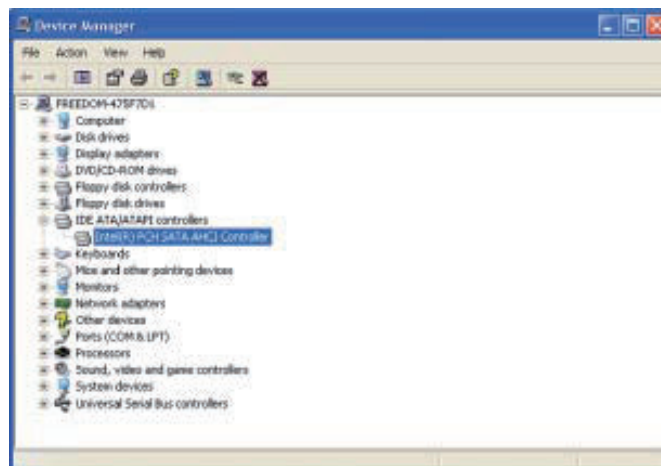 Device Manager
File Action View Help
FREEDOM-475F7D1
Computer
Disk drives
Display adapters
DVD/CD-ROM drives
Floppy disk controllers
Floppy disk drives
IDE ATA/ATAPI controllers
Intel(R) PCH SATA AHCI Controller
Keyboards
Mice and other pointing devices
Monitors
Network adapters
Other devices
Ports (COM & LPT)
Processors
Sound, video and game controllers
System devices
Universal Serial Bus controllers